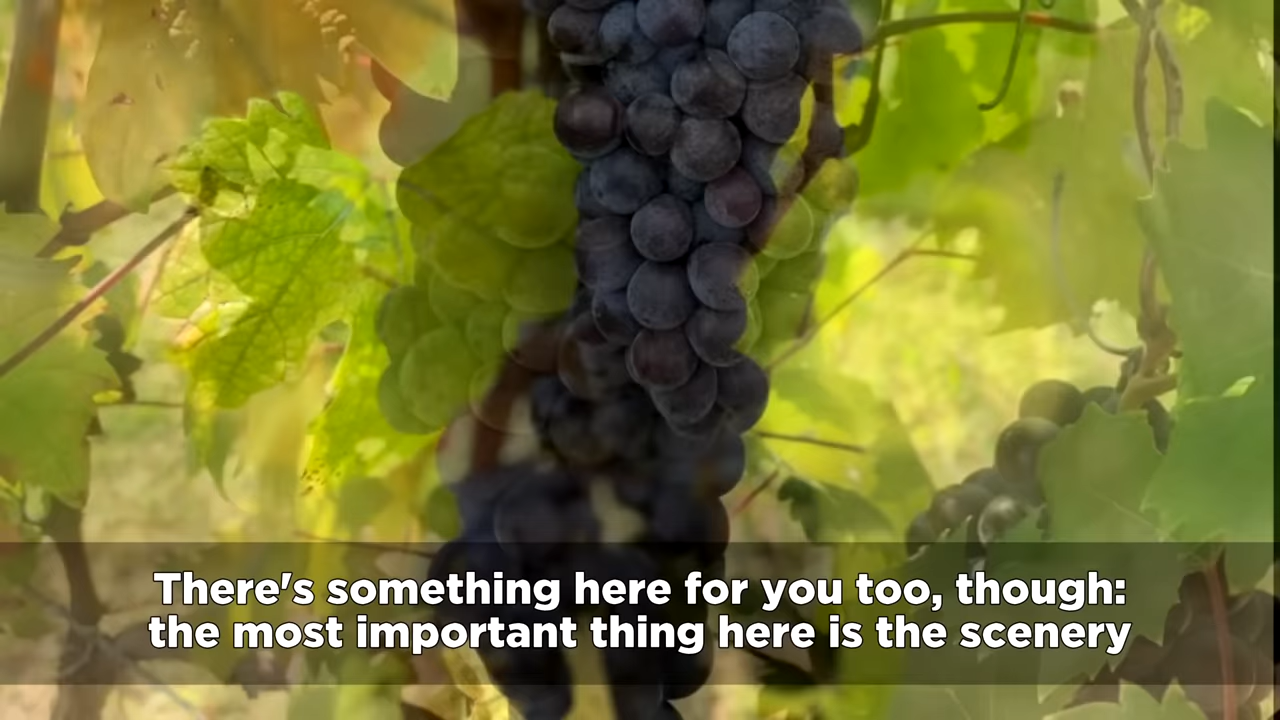 There's something here for you too, though:
the most important thing here is the scenery